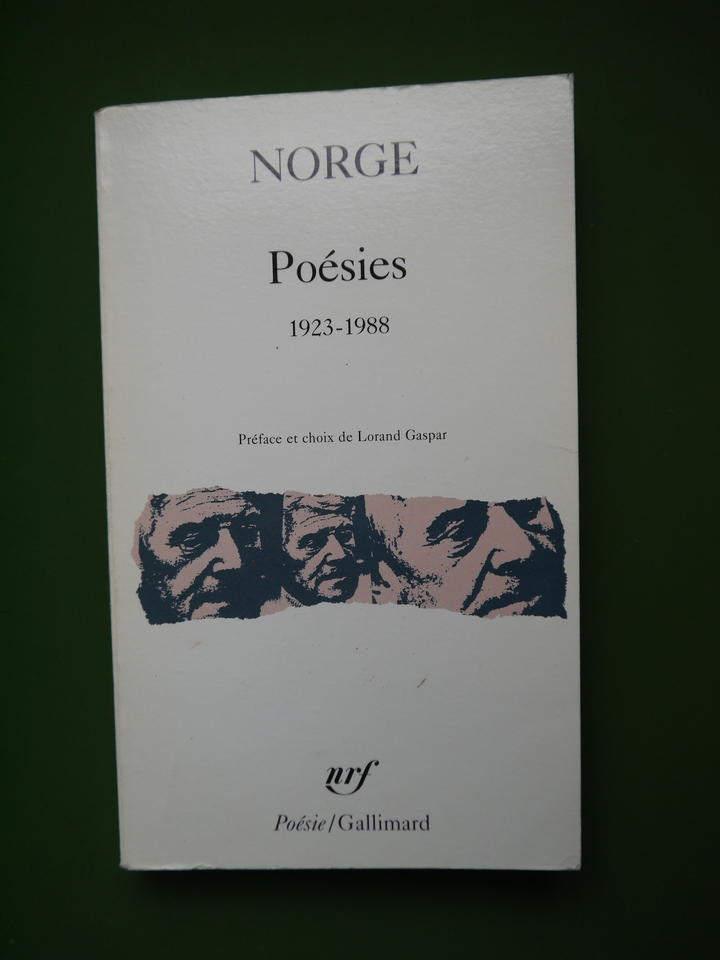 NORGE
Poésies
1923-1988
Préface et choix de Lorand Gaspar
nrf
Poésie/Gallimard